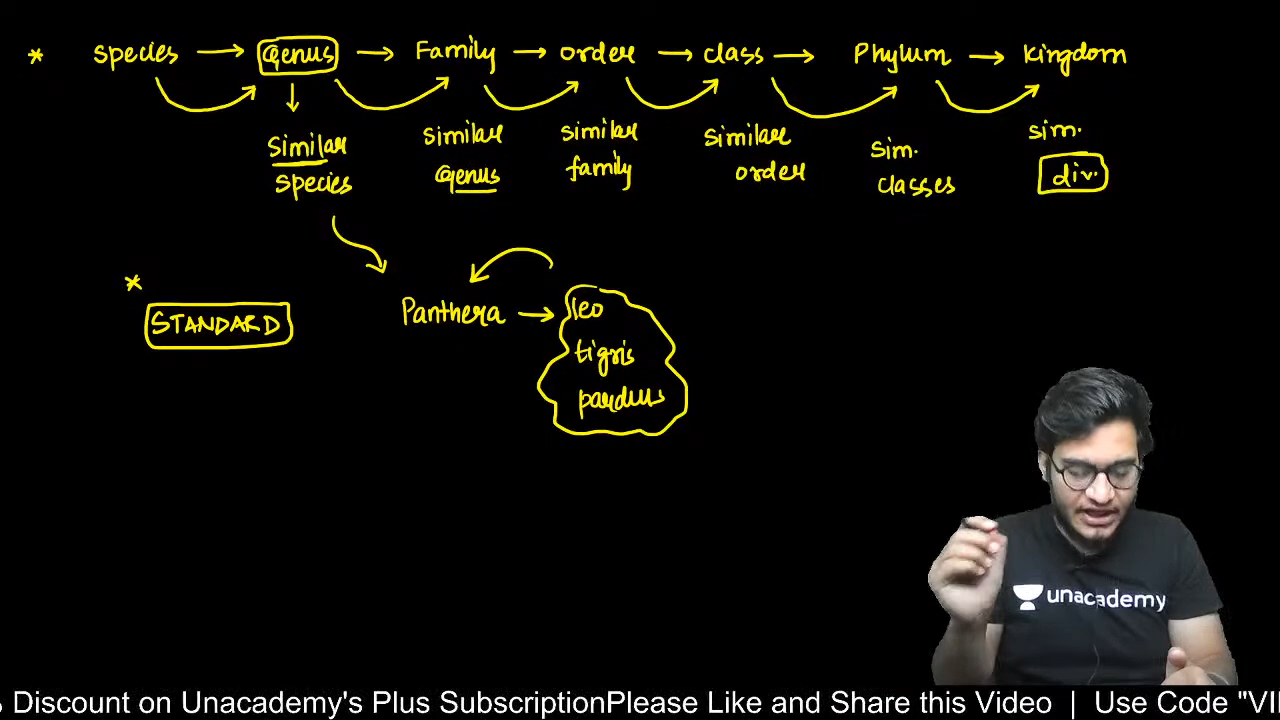 * Species → Genus → Family → order → class → Phylum → Kingdom
similar species
similar Genus
similar family
similar order
sim. classes
sim. div.
*
STANDARD
Panthera → leo
tigris
pardus
unacademy
Discount on Unacademy's Plus SubscriptionPlease Like and Share this Video | Use Code "VI